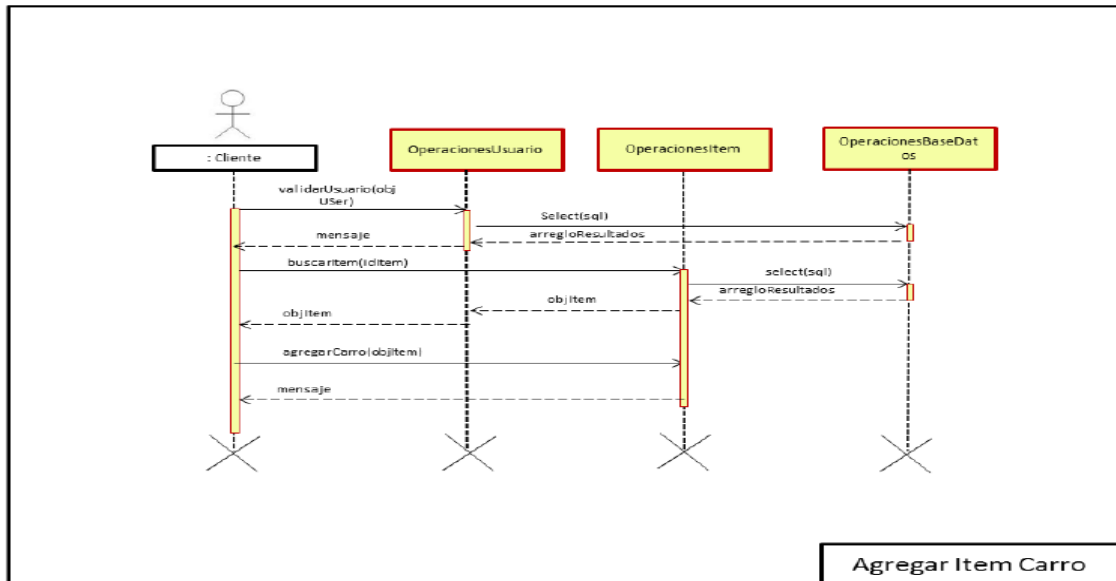 : Cliente
OperacionesUsuario
OperacionesItem
OperacionesBaseDat
os
validarUsuario(obj
USer)
Select(sql)
mensaje
arregloResultados
buscarItem(idItem)
select(sql)
arregloResultados
objItem
objItem
agregarCarro(objItem)
mensaje
Agregar Item Carro